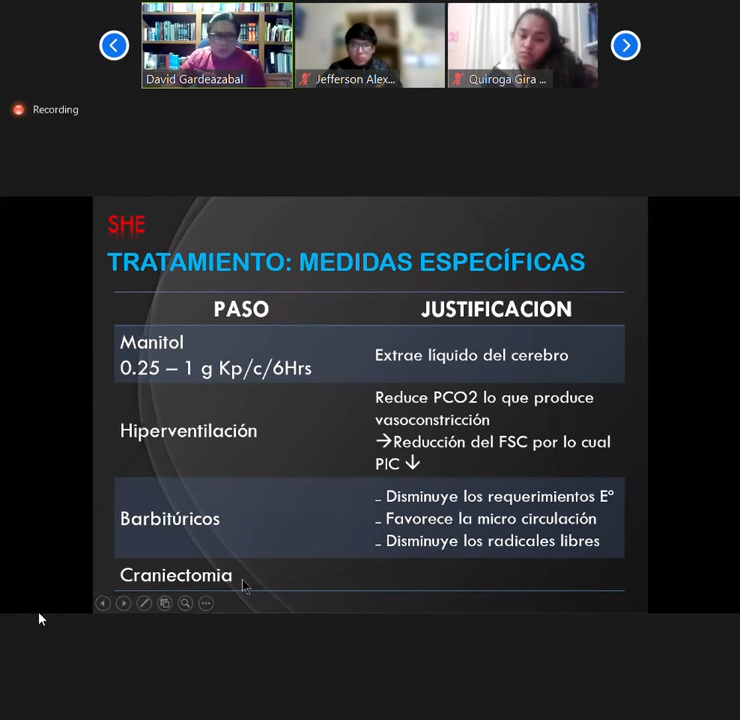 David Gardeazabal
Jefferson Alex...
Quiroga Gira ...
Recording
SHE
TRATAMIENTO: MEDIDAS ESPECÍFICAS
PASO
JUSTIFICACION
Manitol
0.25 – 1 g Kp/c/6Hrs
Extrae líquido del cerebro
Hiperventilación
Reduce PCO2 lo que produce
vasoconstricción
→Reducción del FSC por lo cual
PIC ↓
Barbitúricos
- Disminuye los requerimientos Eº
- Favorece la micro circulación
- Disminuye los radicales libres
Craniectomia